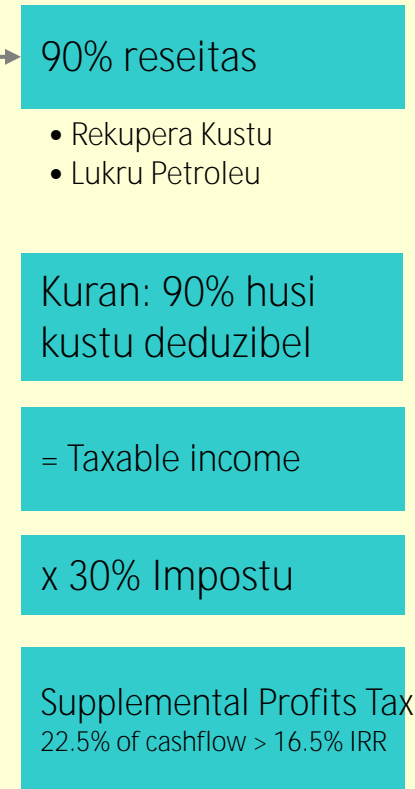 90% reseitas
• Rekupera Kustu
• Lukru Petroleu
Kuran: 90% husi
kustu deduzibel
= Taxable income
x 30% Impostu
Supplemental Profits Tax
22.5% of cashflow > 16.5% IRR